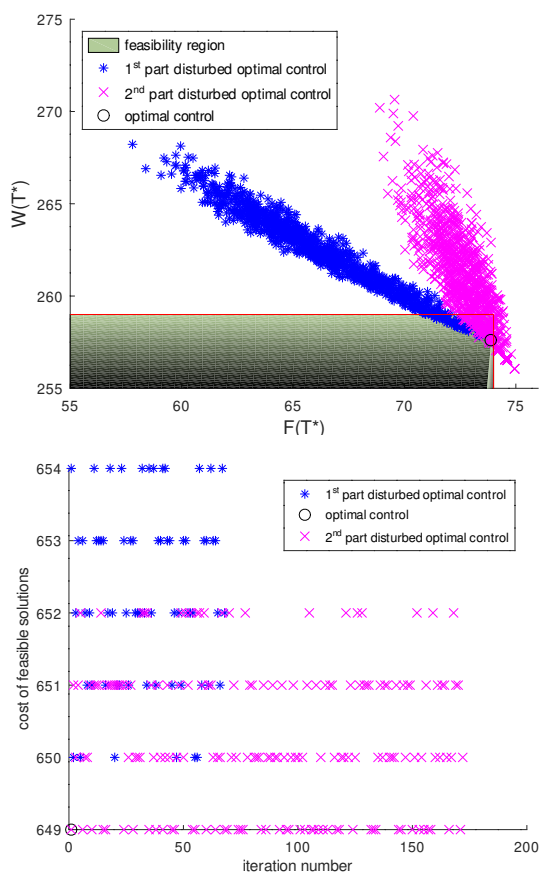 275
270
265
260
255
W(T*)
feasibility region
1st part disturbed optimal control
2nd part disturbed optimal control
optimal control
55 60 65 70 75
F(T*)
654
653
652
651
650
649
cost of feasible solutions
1st part disturbed optimal control
optimal control
2nd part disturbed optimal control
0 50 100 150 200
iteration number